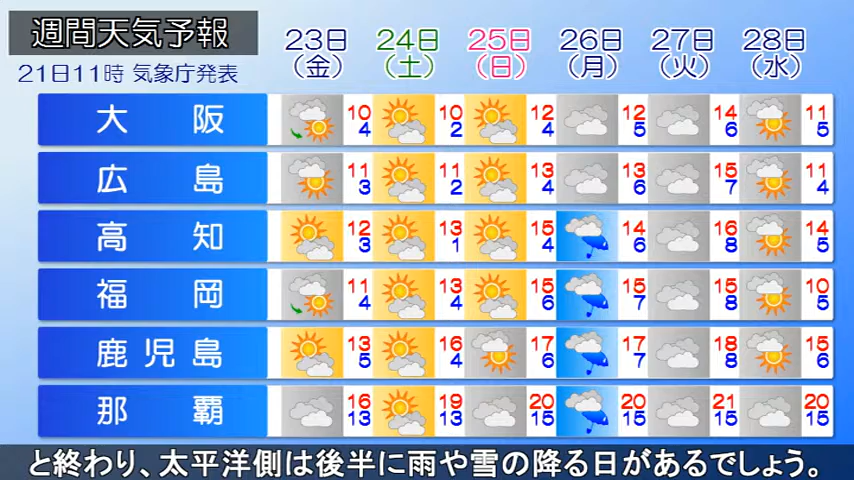 週間天気予報
21日11時 気象庁発表
23日 24日 25日 26日 27日 28日
(金) (土) (日) (月) (火) (水)
大阪 10 4 10 2 12 4 12 5 14 6 11 5
広島 11 3 11 2 13 4 13 6 15 7 11 4
高知 12 3 13 1 15 4 14 6 16 8 14 5
福岡 11 4 13 4 15 6 15 7 15 8 10 5
鹿児島 13 5 16 4 17 6 17 7 18 8 15 6
那覇 16 13 19 13 20 15 20 15 21 15 20 15
と終わり、太平洋側は後半に雨や雪の降る日があるでしょう。